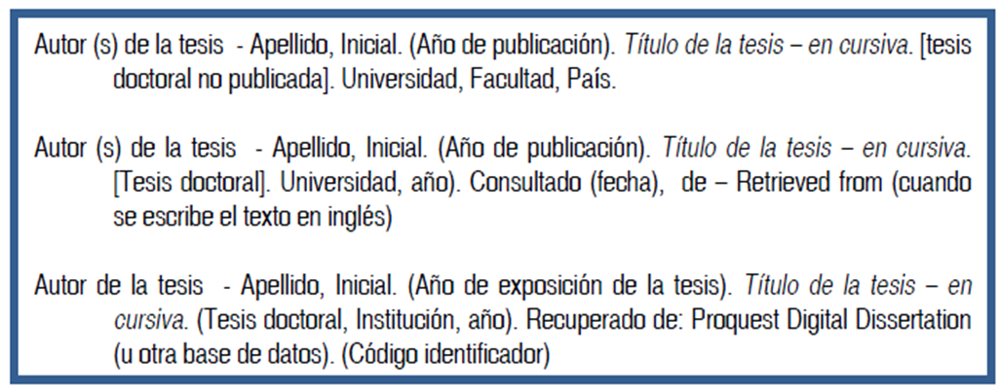 Autor (s) de la tesis - Apellido, Inicial. (Año de publicación). Título de la tesis – en cursiva. [tesis
doctoral no publicada]. Universidad, Facultad, País.
Autor (s) de la tesis - Apellido, Inicial. (Año de publicación). Título de la tesis – en cursiva.
[Tesis doctoral]. Universidad, año). Consultado (fecha), de – Retrieved from (cuando
se escribe el texto en inglés)
Autor de la tesis - Apellido, Inicial. (Año de exposición de la tesis). Título de la tesis – en
cursiva. (Tesis doctoral, Institución, año). Recuperado de: Proquest Digital Dissertation
(u otra base de datos). (Código identificador)